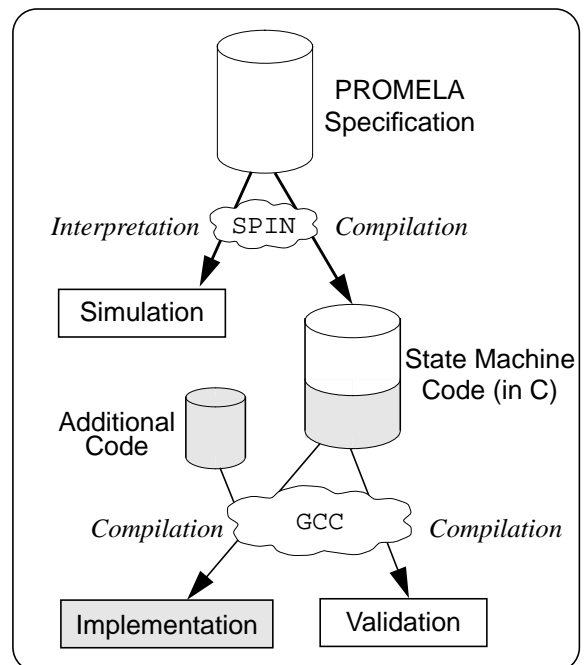 PROMELA
Specification
Interpretation
SPIN
Compilation
Simulation
State Machine
Code (in C)
Additional
Code
Compilation
GCC
Compilation
Implementation
Validation